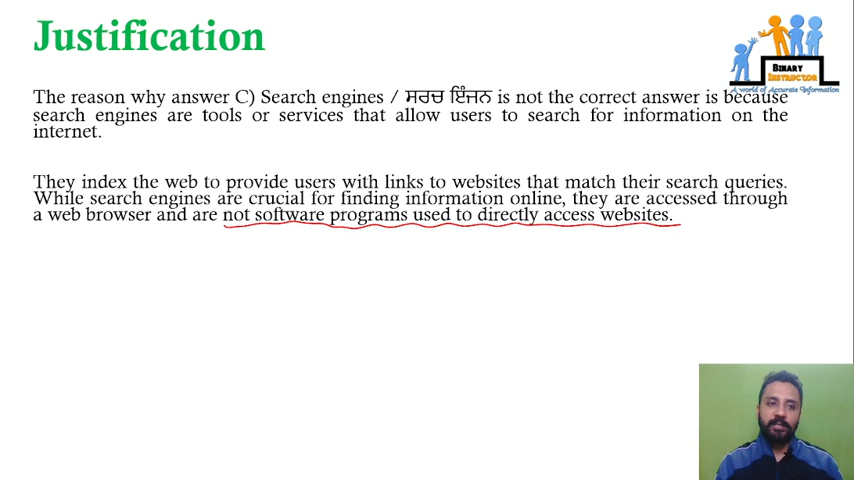 Justification
BINARY
INSTRUCTOR
A world of Accurate Information
The reason why answer C) Search engines / ਸਰਚ ਇੰਜਨ is not the correct answer is because
search engines are tools or services that allow users to search for information on the
internet.
They index the web to provide users with links to websites that match their search queries.
While search engines are crucial for finding information online, they are accessed through
a web browser and are not software programs used to directly access websites.